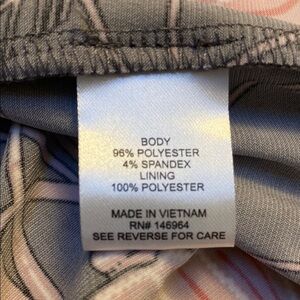 BODY
96% POLYESTER
4% SPANDEX
LINING
100% POLYESTER
MADE IN VIETNAM
RN# 146964
SEE REVERSE FOR CARE